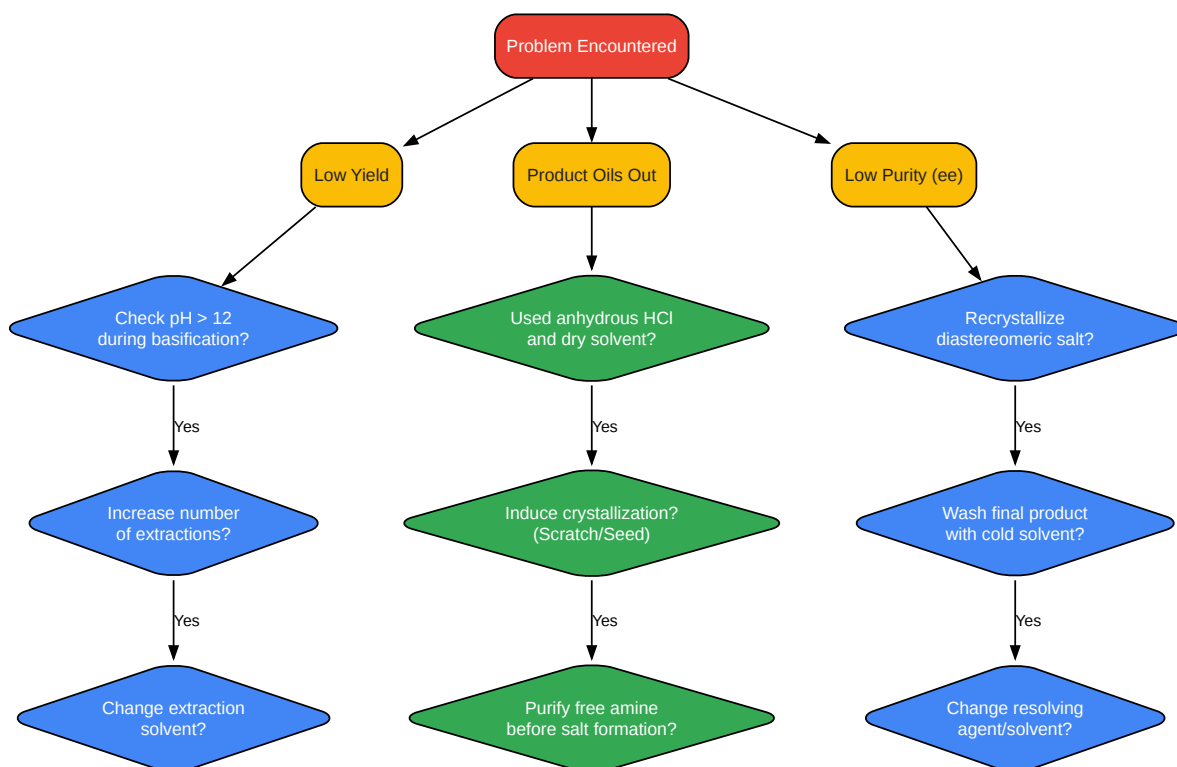 Problem Encountered
Low Yield
Product Oils Out
Low Purity (ee)
Check pH > 12
during basification?
Used anhydrous HCl
and dry solvent?
Recrystallize
diastereomeric salt?
Yes
Yes
Yes
Increase number
of extractions?
Induce crystallization?
(Scratch/Seed)
Wash final product
with cold solvent?
Yes
Yes
Yes
Change extraction
solvent?
Purify free amine
before salt formation?
Change resolving
agent/solvent?